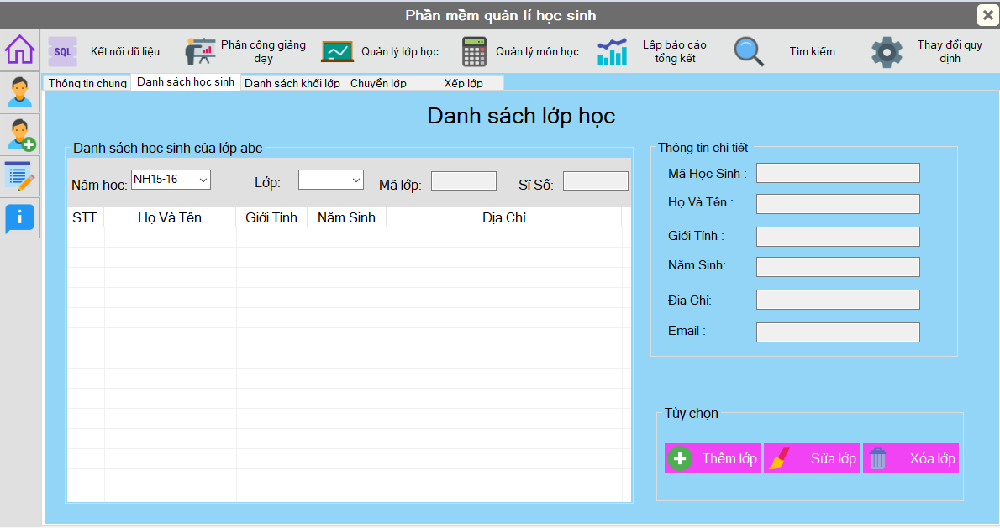 Phần mềm quản lí học sinh
SQL
Kết nối dữ liệu
Phân công giảng
dạy
Quản lý lớp học
Quản lý môn học
Lập báo cáo
tổng kết
Tìm kiếm
Thay đổi quy
định
Thông tin chung
Danh sách học sinh
Danh sách khối lớp
Chuyển lớp
Xếp lớp
Danh sách lớp học
Danh sách học sinh của lớp abc
Năm học: NH15-16 Lớp: Mã lớp: Sĩ Số:
STT Họ Và Tên Giới Tính Năm Sinh Địa Chỉ
Thông tin chi tiết
Mã Học Sinh :
Họ Và Tên :
Giới Tính :
Năm Sinh:
Địa Chỉ:
Email :
Tùy chọn
Thêm lớp
Sửa lớp
Xóa lớp